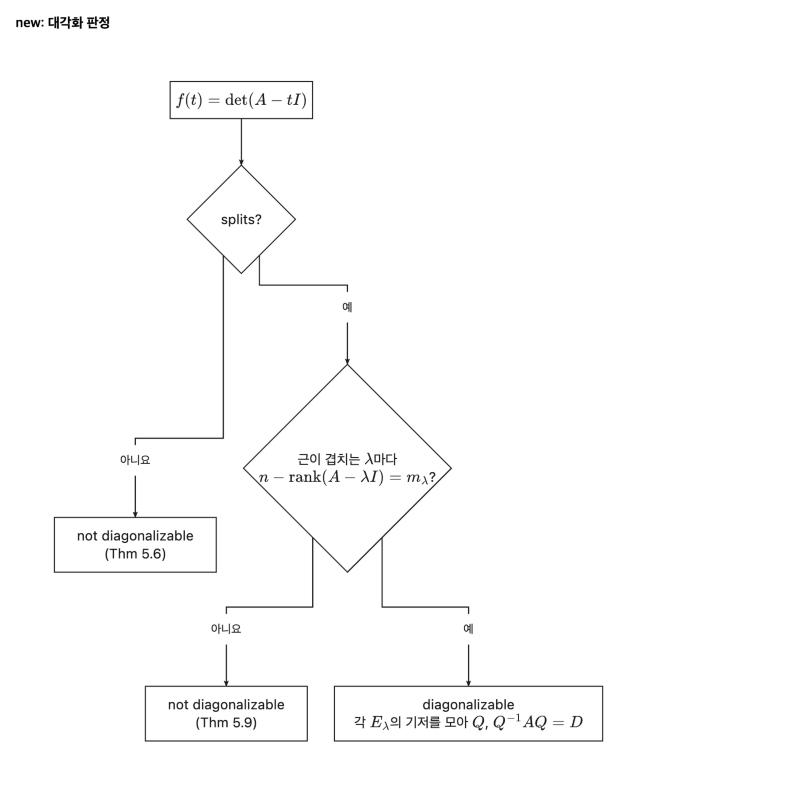 new: 대각화 판정
f(t) = det(A − tI)
splits?
예
근이 겹치는 λ마다
n − rank(A − λI) = m_λ?
아니요
not diagonalizable
(Thm 5.6)
아니요
예
not diagonalizable
(Thm 5.9)
diagonalizable
각 E_λ의 기저를 모아 Q, Q⁻¹AQ = D